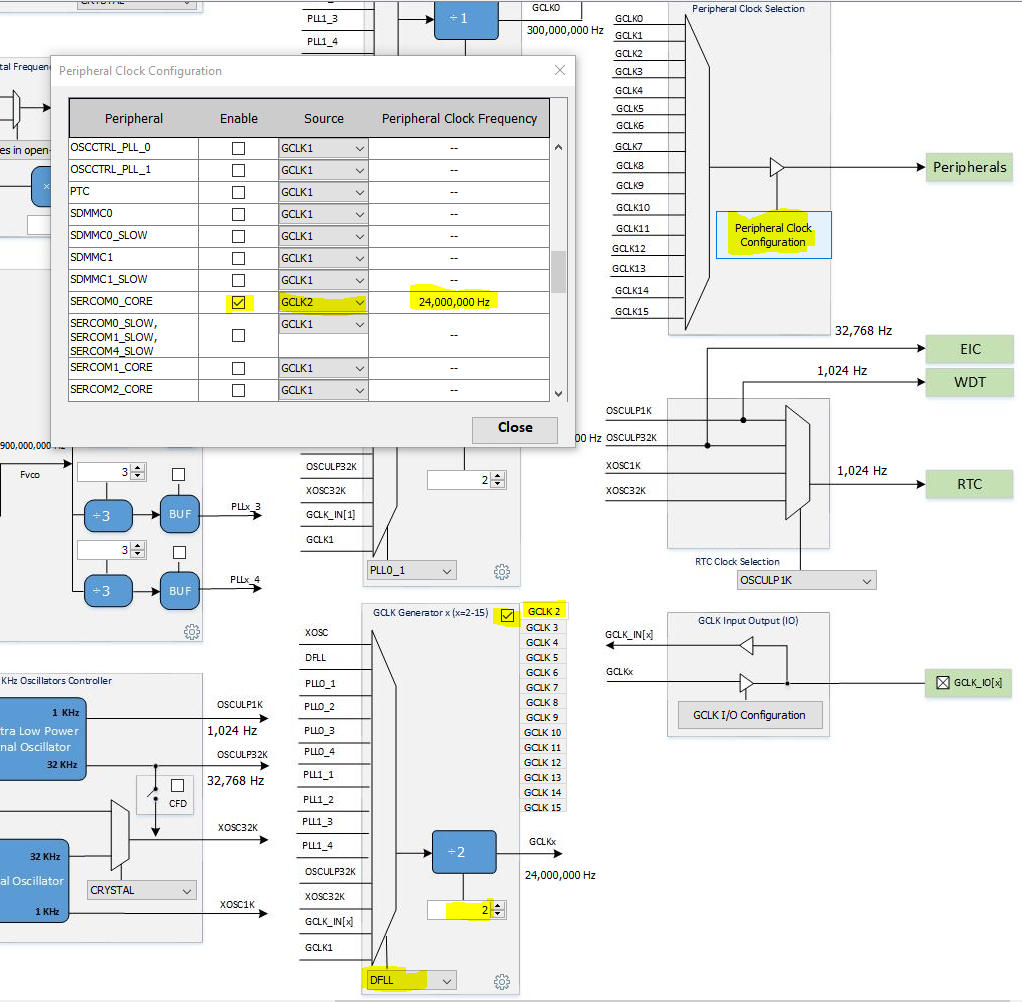 CRYSTAL
PLL1_3
PLL1_4
÷1
GCLK0
300,000,000 Hz
Peripheral Clock Selection
GCLK0
GCLK1
GCLK2
GCLK3
GCLK4
GCLK5
GCLK6
GCLK7
GCLK8
GCLK9
GCLK10
GCLK11
GCLK12
GCLK13
GCLK14
GCLK15
Peripheral Clock
Configuration
Peripherals
tal Frequen
es in open-
×
Peripheral Clock Configuration
Peripheral Enable Source Peripheral Clock Frequency
OSCCTRL_PLL_0 GCLK1 --
OSCCTRL_PLL_1 GCLK1 --
PTC GCLK1 --
SDMMC0 GCLK1 --
SDMMC0_SLOW GCLK1 --
SDMMC1 GCLK1 --
SDMMC1_SLOW GCLK1 --
SERCOM0_CORE GCLK2 24,000,000 Hz
SERCOM0_SLOW, GCLK1
SERCOM1_SLOW, --
SERCOM4_SLOW
SERCOM1_CORE GCLK1 --
SERCOM2_CORE GCLK1 --
Close
32,768 Hz
EIC
1,024 Hz
WDT
OSCULP1K
00 Hz OSCULP32K
XOSC1K
XOSC32K
1,024 Hz
RTC
RTC Clock Selection
OSCULP1K
900,000,000 Hz
Fvco
3
÷3
BUF
PLLx_3
3
÷3
BUF
PLLx_4
OSCULP32K
XOSC32K
GCLK_IN[1]
GCLK1
2
PLL0_1
GCLK Generator x (x=2-15)
GCLK 2
GCLK 3
GCLK 4
GCLK 5
GCLK 6
GCLK 7
GCLK 8
GCLK 9
GCLK 10
GCLK 11
GCLK 12
GCLK 13
GCLK 14
GCLK 15
XOSC
DFLL
PLL0_1
PLL0_2
PLL0_3
PLL0_4
PLL1_1
PLL1_2
PLL1_3
PLL1_4
OSCULP32K
XOSC32K
GCLK_IN[x]
GCLK1
÷2
2
DFLL
GCLKx
24,000,000 Hz
GCLK Input Output (IO)
GCLK_IN[x]
GCLKx
GCLK I/O Configuration
GCLK_IO[x]
KHz Oscillators Controller
1 KHz
tra Low Power
nal Oscillator
32 KHz
OSCULP1K
1,024 Hz
OSCULP32K
32,768 Hz
CFD
XOSC32K
32 KHz
al Oscillator
1 KHz
CRYSTAL
XOSC1K